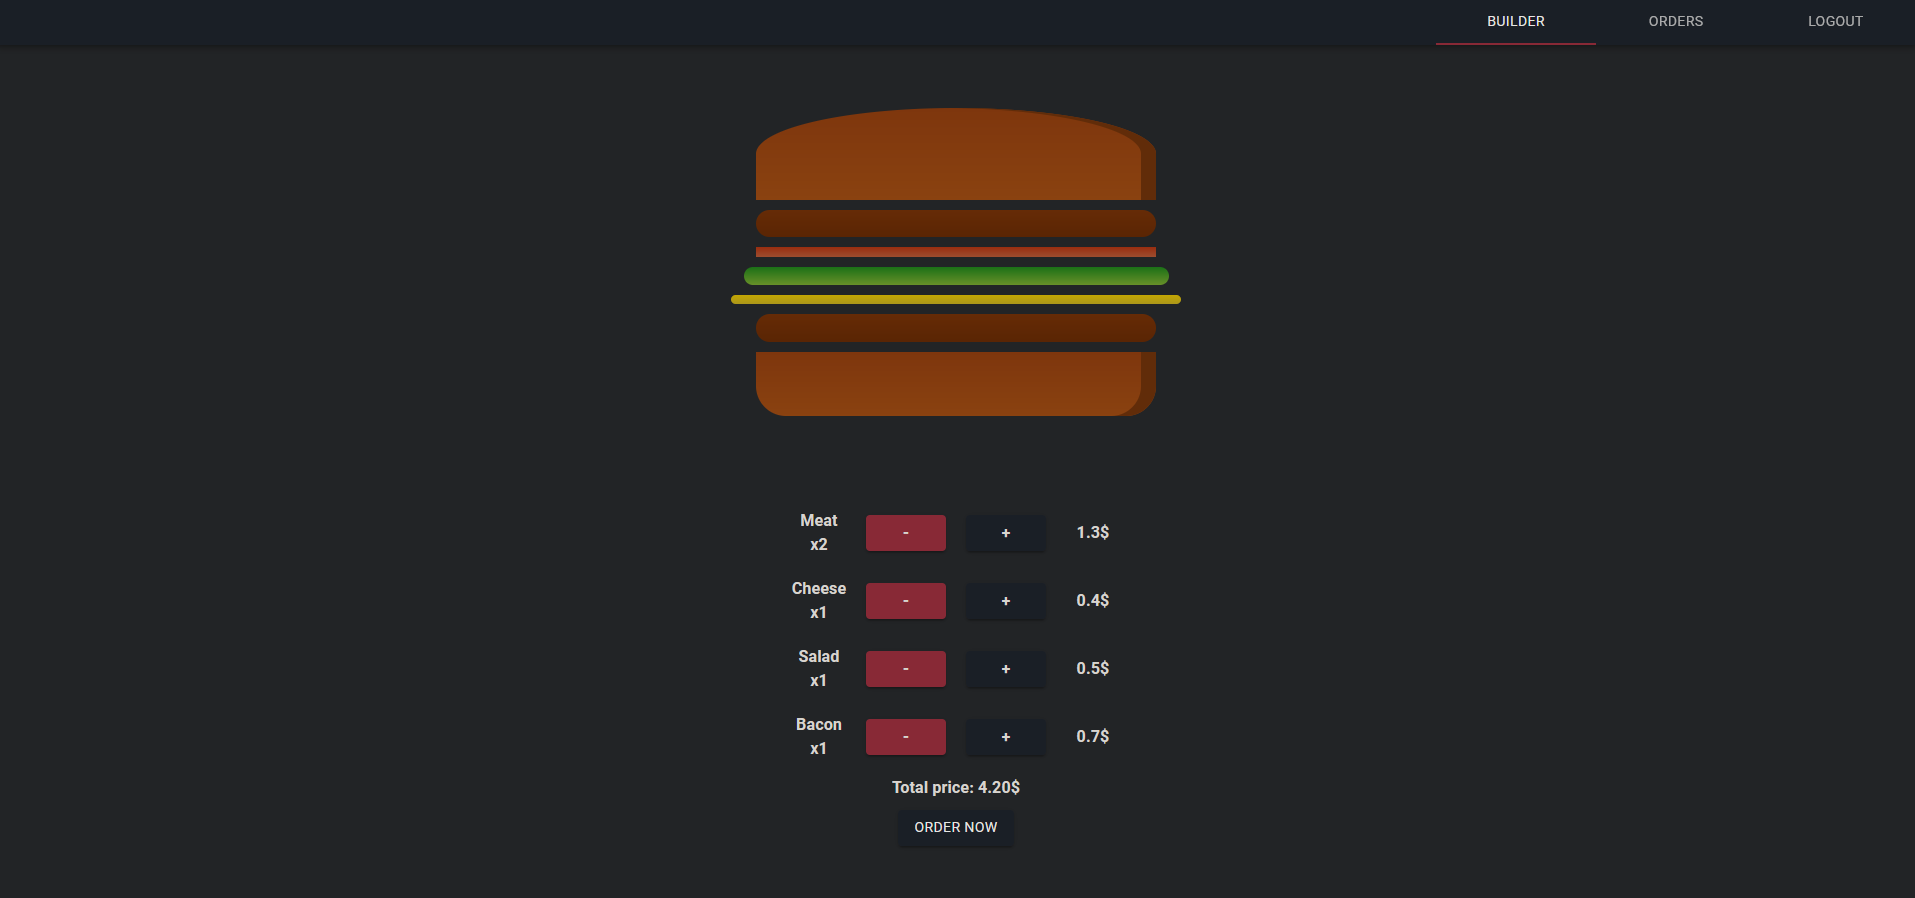 BUILDER ORDERS LOGOUT
Meat
x2
- + 1.3$
Cheese
x1
- + 0.4$
Salad
x1
- + 0.5$
Bacon
x1
- + 0.7$
Total price: 4.20$
ORDER NOW